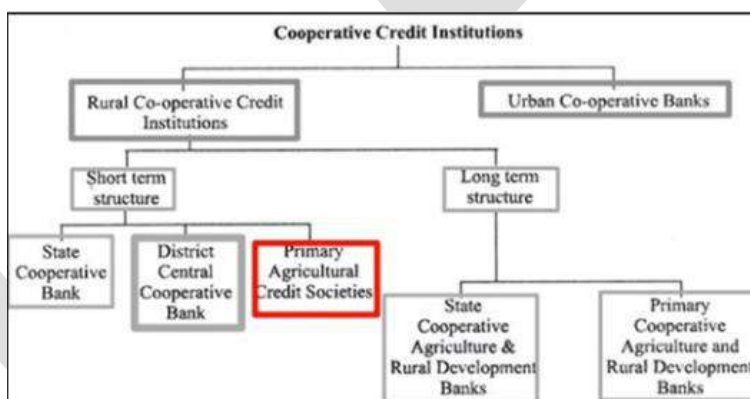 Cooperative Credit Institutions
Rural Co-operative Credit
Institutions
Urban Co-operative Banks
Short term
structure
Long term
structure
State
Cooperative
Bank
District
Central
Cooperative
Bank
Primary
Agricultural
Credit Societies
State
Cooperative
Agriculture &
Rural Development
Banks
Primary
Cooperative
Agriculture and
Rural Development
Banks